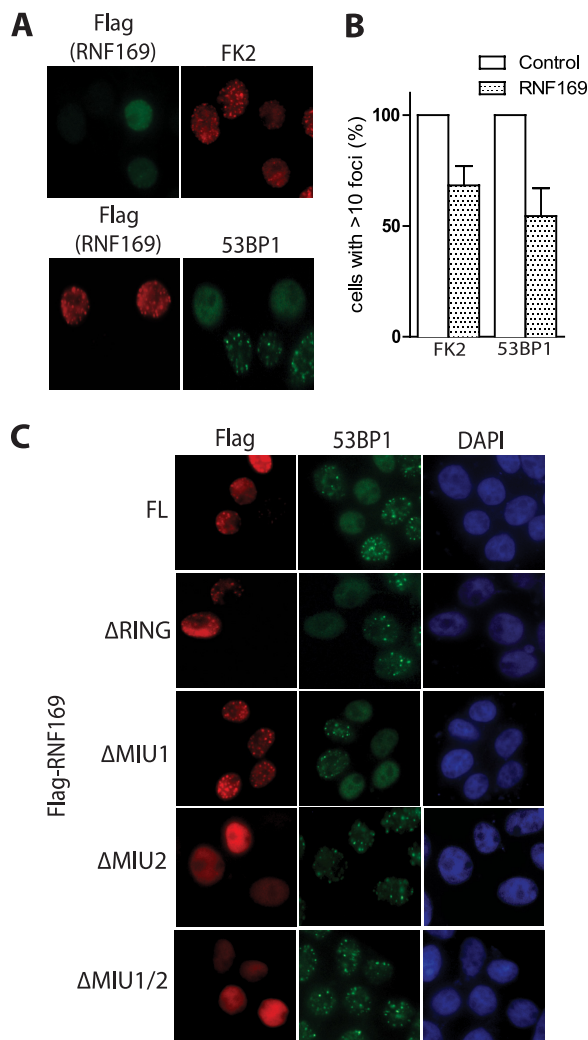 A
Flag
(RNF169)
FK2
Flag
(RNF169)
53BP1
B
Control
RNF169
cells with >10 foci (%)
100
50
0
FK2
53BP1
C
Flag
53BP1
DAPI
Flag-RNF169
FL
ΔRING
ΔMIU1
ΔMIU2
ΔMIU1/2